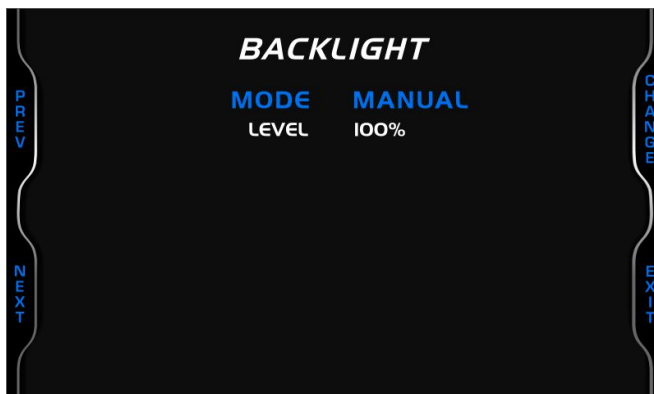 BACKLIGHT
PREV
MODE MANUAL
CHANGE
LEVEL 100%
NEXT
EXIT